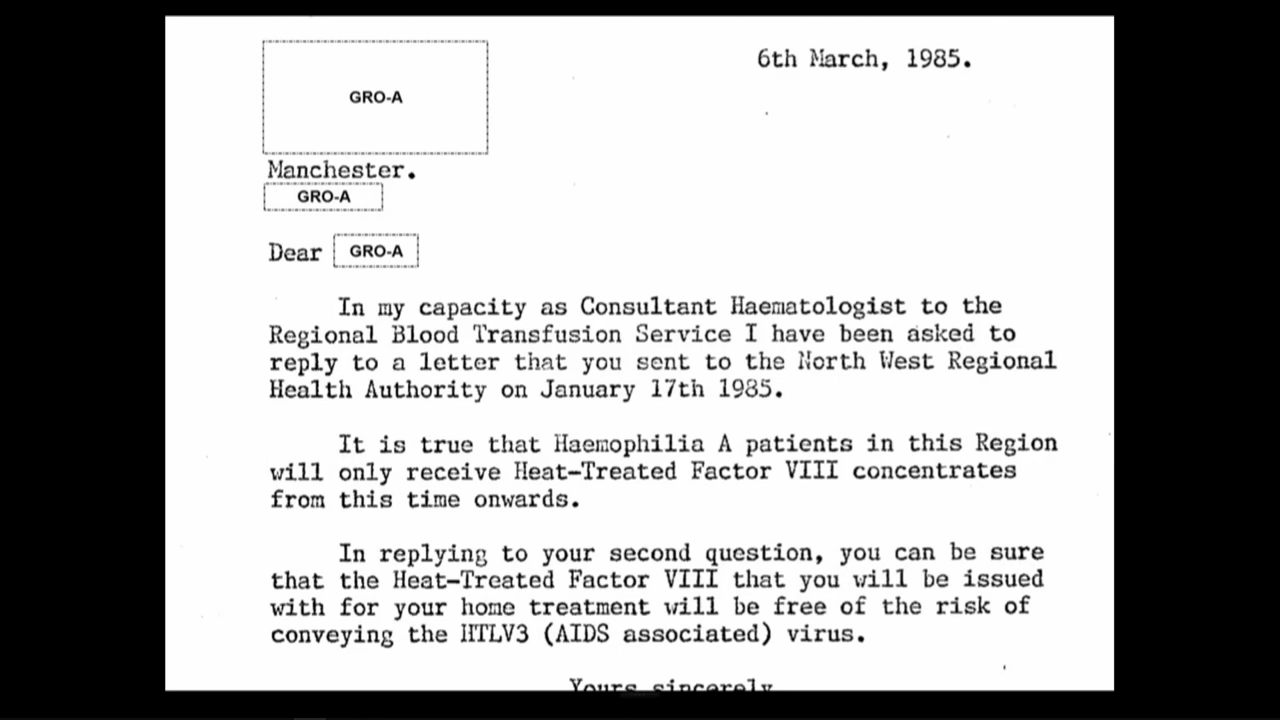 6th March, 1985.
GRO-A
Manchester.
GRO-A
Dear GRO-A
In my capacity as Consultant Haematologist to the
Regional Blood Transfusion Service I have been asked to
reply to a letter that you sent to the North West Regional
Health Authority on January 17th 1985.
It is true that Haemophilia A patients in this Region
will only receive Heat-Treated Factor VIII concentrates
from this time onwards.
In replying to your second question, you can be sure
that the Heat-Treated Factor VIII that you will be issued
with for your home treatment will be free of the risk of
conveying the HTLV3 (AIDS associated) virus.
Yours sincerely